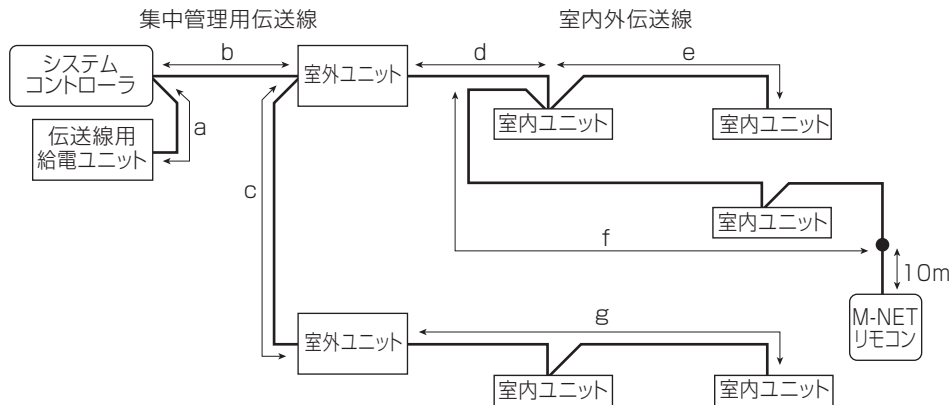 集中管理用伝送線
室内外伝送線
システム
コントローラ
b
室外ユニット
d
e
a
伝送線用
給電ユニット
室内ユニット
室内ユニット
c
室内ユニット
f
10m
M-NET
リモコン
室外ユニット
g
室内ユニット
室内ユニット